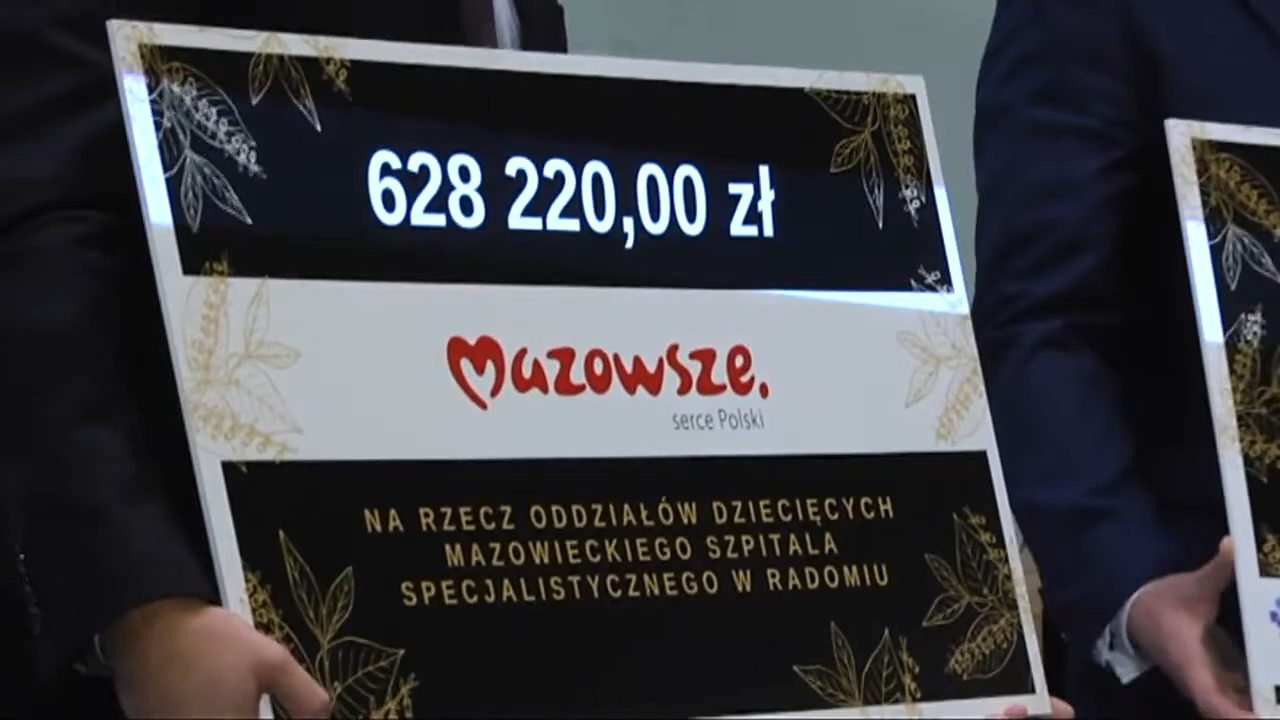 628 220,00 zł
Mazowsze.
serce Polski
NA RZECZ ODDZIAŁÓW DZIECIĘCYCH
MAZOWIECKIEGO SZPITALA
SPECJALISTYCZNEGO W RADOMIU